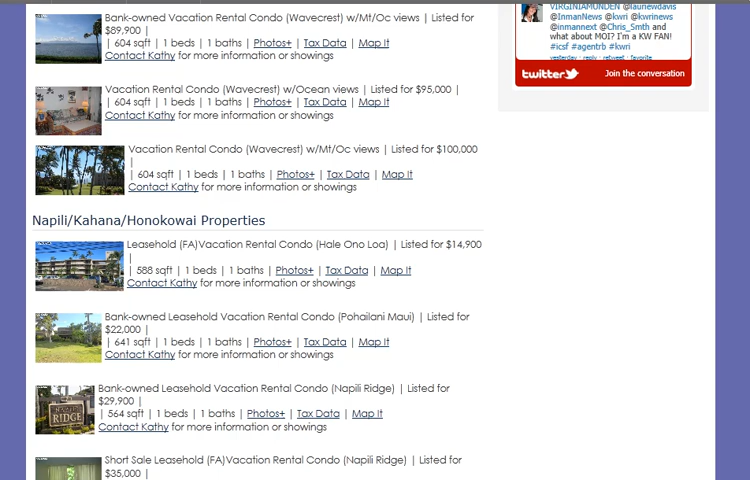 Bank-owned Vacation Rental Condo (Wavecrest) w/Mt/Oc views | Listed for
$89,900 |
| 604 sqft | 1 beds | 1 baths | Photos+ | Tax Data | Map It
Contact Kathy for more information or showings
Vacation Rental Condo (Wavecrest) w/Ocean views | Listed for $95,000 |
| 604 sqft | 1 beds | 1 baths | Photos+ | Tax Data | Map It
Contact Kathy for more information or showings
Vacation Rental Condo (Wavecrest) w/Mt/Oc views | Listed for $100,000
|
| 604 sqft | 1 beds | 1 baths | Photos+ | Tax Data | Map It
Contact Kathy for more information or showings
Napili/Kahana/Honokowai Properties
Leasehold (FA)Vacation Rental Condo (Hale Ono Loa) | Listed for $14,900
|
| 588 sqft | 1 beds | 1 baths | Photos+ | Tax Data | Map It
Contact Kathy for more information or showings
Bank-owned Leasehold Vacation Rental Condo (Pohailani Maui) | Listed for
$22,000 |
| 641 sqft | 1 beds | 1 baths | Photos+ | Tax Data | Map It
Contact Kathy for more information or showings
Bank-owned Leasehold Vacation Rental Condo (Napili Ridge) | Listed for
$29,900 |
| 564 sqft | 1 beds | 1 baths | Photos+ | Tax Data | Map It
Contact Kathy for more information or showings
RIDGE
Short Sale Leasehold (FA)Vacation Rental Condo (Napili Ridge) | Listed for
$35,000 |
VIRGINIAMUNDEN @lauriewdavis
@InmanNews @kwri @kwrinews
@inmannext @Chris_Smth and
what about MOI? I'm a KW FAN!
#icsf #agentrb #kwri
yesterday · reply · retweet · favorite
twitter
Join the conversation